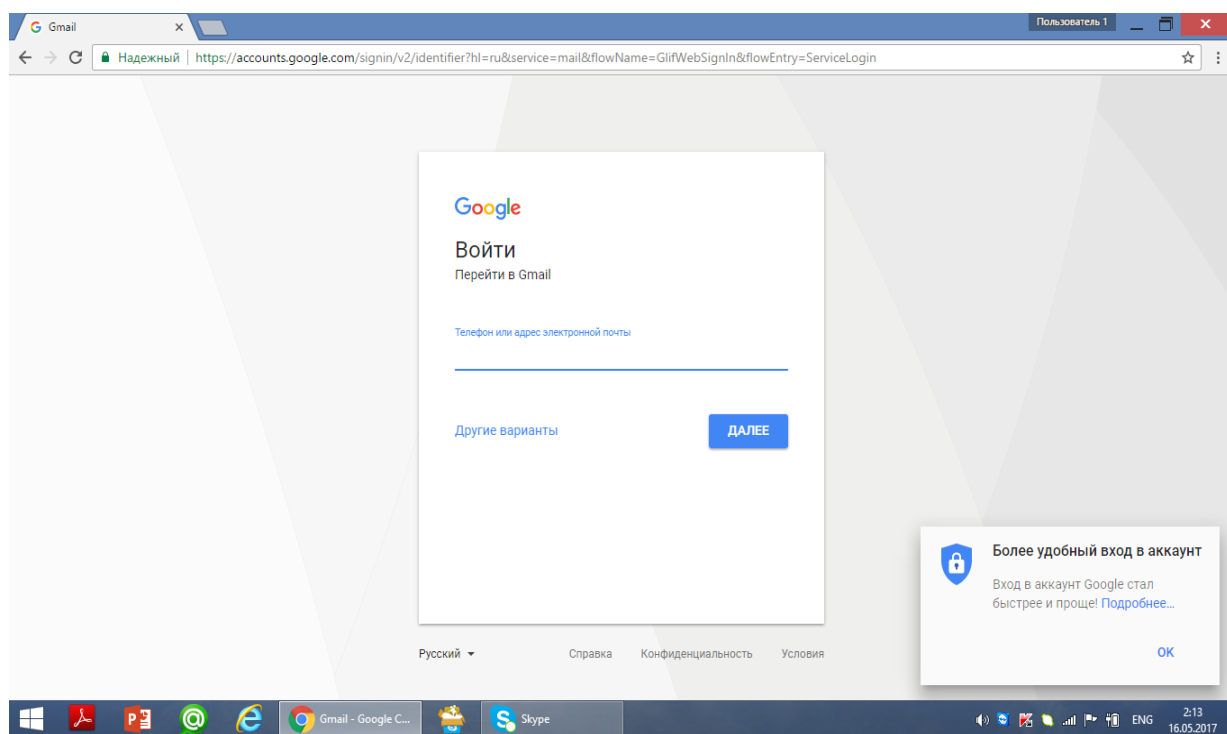 Gmail
Пользователь 1
Надежный
https://accounts.google.com/signin/v2/identifier?hl=ru&service=mail&flowName=GlifWebSignIn&flowEntry=ServiceLogin
Google
Войти
Перейти в Gmail
Телефон или адрес электронной почты
Другие варианты
ДАЛЕЕ
Более удобный вход в аккаунт
Вход в аккаунт Google стал
быстрее и проще! Подробнее...
ОК
Русский
Справка
Конфиденциальность
Условия
Gmail - Google C...
Skype
ENG
2:13
16.05.2017